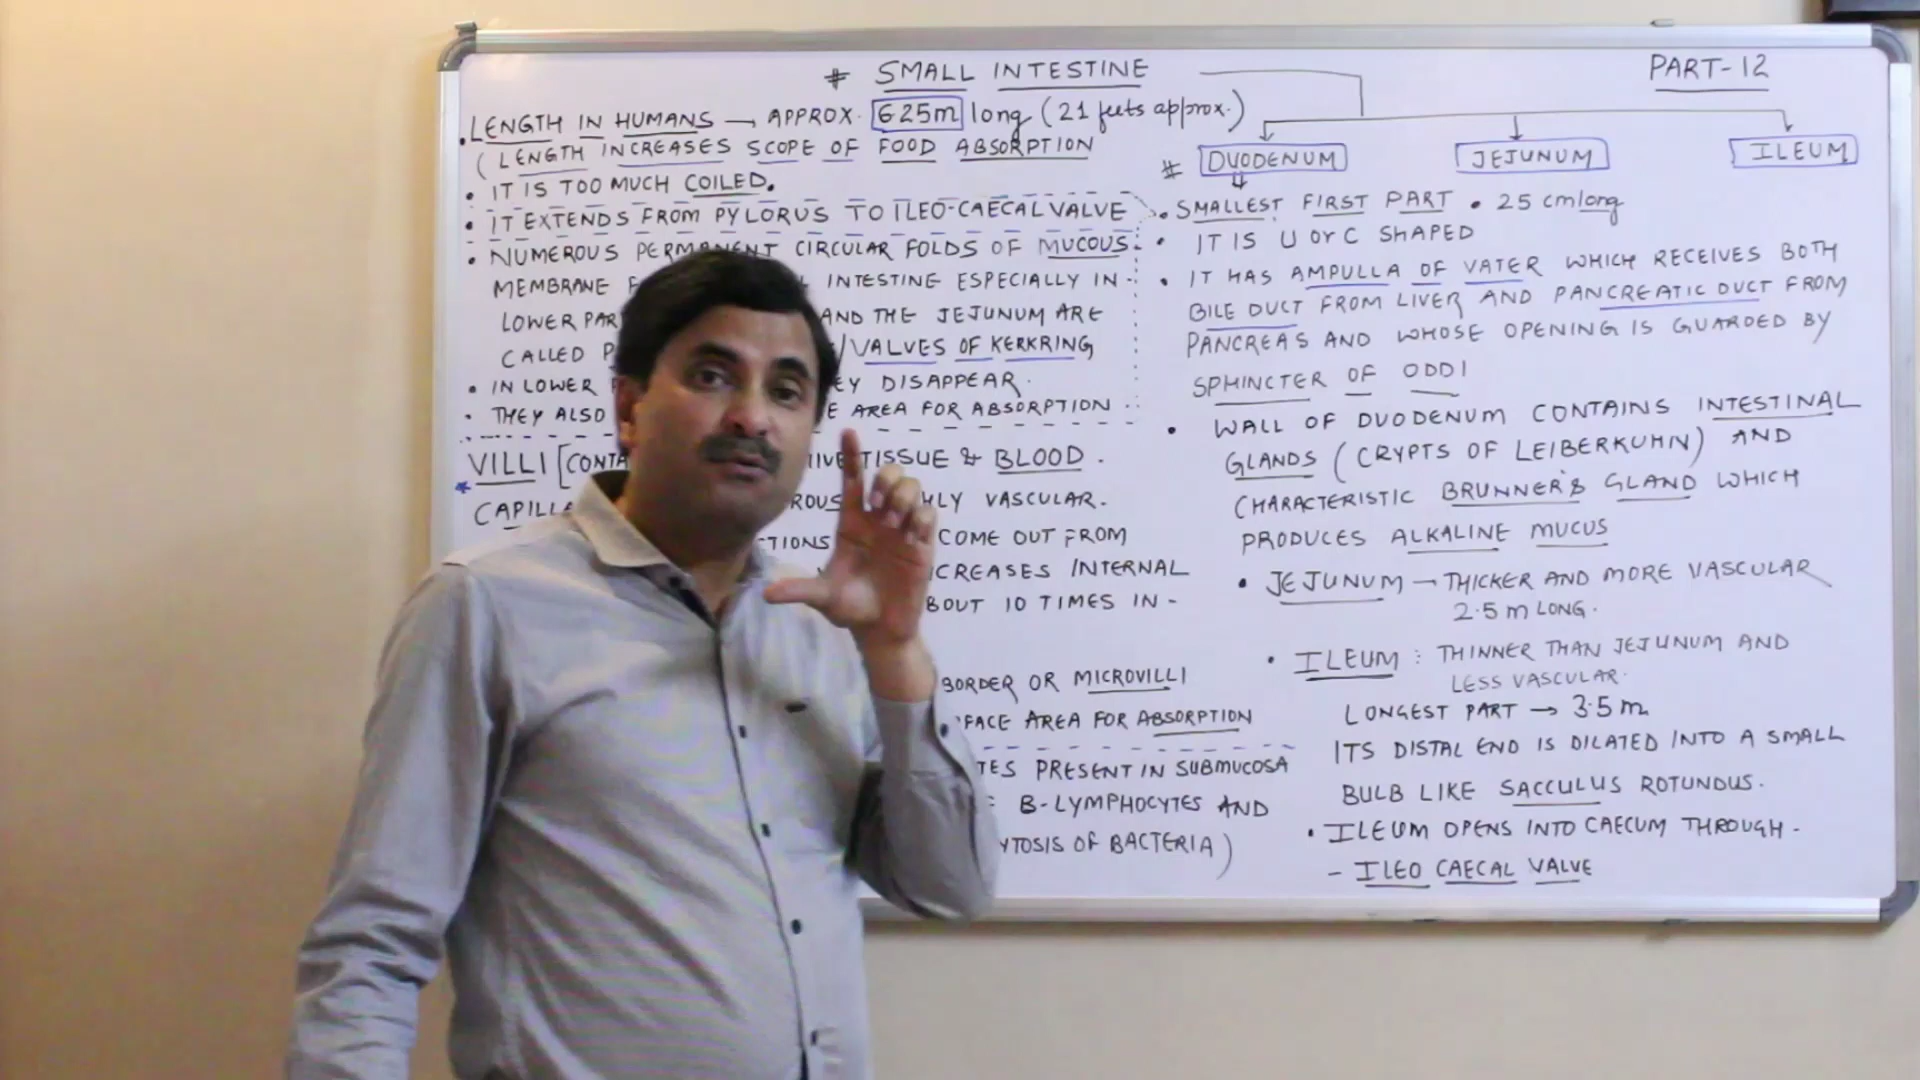 # SMALL INTESTINE
PART-12
• LENGTH IN HUMANS → APPROX. 6.25m long (21 feets approx.)
( LENGTH INCREASES SCOPE OF FOOD ABSORPTION
• IT IS TOO MUCH COILED.
• IT EXTENDS FROM PYLORUS TO ILEO-CAECAL VALVE
• NUMEROUS PERMANENT CIRCULAR FOLDS OF MUCOUS
MEMBRANE INTESTINE ESPECIALLY IN -
LOWER AND THE JEJUNUM ARE
CALLED /VALVES OF KERKRING
• IN LOWER DISAPPEAR.
• THEY ALSO AREA FOR ABSORPTION
VILLI [ TISSUE & BLOOD.
* VASCULAR.
COME OUT FROM
INTERNAL
10 TIMES IN -
BORDER OR MICROVILLI
AREA FOR ABSORPTION
PRESENT IN SUBMUCOSA
B-LYMPHOCYTES AND
OF BACTERIA )
# DUODENUM JEJUNUM ILEUM
• SMALLEST FIRST PART • 25 cm long
• IT IS U or C SHAPED
• IT HAS AMPULLA OF VATER WHICH RECEIVES BOTH
BILE DUCT FROM LIVER AND PANCREATIC DUCT FROM
PANCREAS AND WHOSE OPENING IS GUARDED BY
SPHINCTER OF ODDI
• WALL OF DUODENUM CONTAINS INTESTINAL
GLANDS ( CRYPTS OF LEIBERKUHN ) AND
CHARACTERISTIC BRUNNER'S GLAND WHICH
PRODUCES ALKALINE MUCUS
• JEJUNUM → THICKER AND MORE VASCULAR
2.5 m LONG.
• ILEUM : THINNER THAN JEJUNUM AND
LESS VASCULAR.
LONGEST PART → 3.5 m
ITS DISTAL END IS DILATED INTO A SMALL
BULB LIKE SACCULUS ROTUNDUS.
• ILEUM OPENS INTO CAECUM THROUGH -
- ILEO CAECAL VALVE